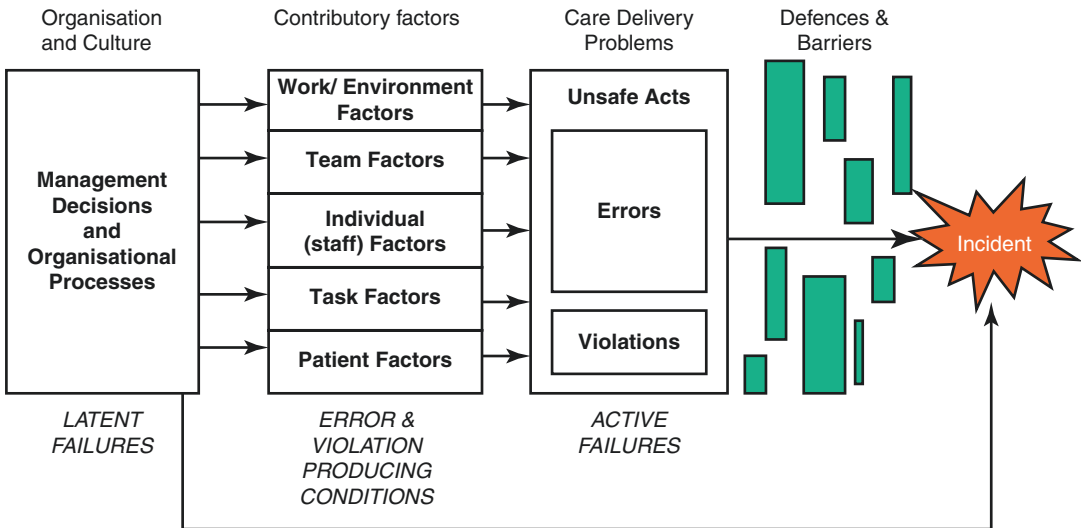 Organisation
and Culture
Contributory factors
Care Delivery
Problems
Defences &
Barriers
Management
Decisions
and
Organisational
Processes
Work/ Environment
Factors
Team Factors
Individual
(staff) Factors
Task Factors
Patient Factors
Unsafe Acts
Errors
Violations
Incident
LATENT
FAILURES
ERROR &
VIOLATION
PRODUCING
CONDITIONS
ACTIVE
FAILURES